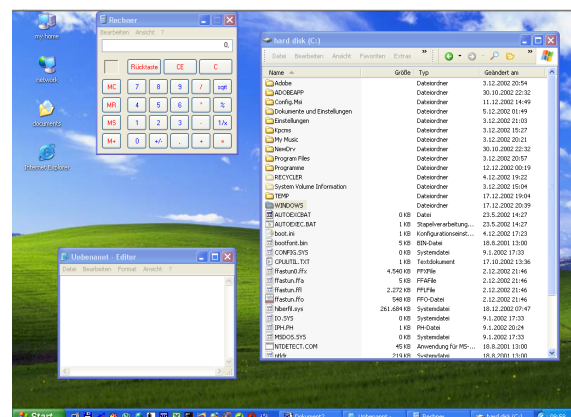 my home
network
documents
Internet Explorer
Rechner
Bearbeiten Ansicht ?
0,
Rücktaste CE C
MC 7 8 9 / sqrt
MR 4 5 6 * %
MS 1 2 3 - 1/x
M+ 0 +/- , + =
Unbenannt - Editor
Datei Bearbeiten Format Ansicht ?
hard disk (C:)
Datei Bearbeiten Ansicht Favoriten Extras
Name Größe Typ Geändert am
Adobe Dateiordner 3.12.2002 20:54
ADOBEAPP Dateiordner 30.10.2002 22:32
Config.Msi Dateiordner 11.12.2002 14:49
Dokumente und Einstellungen Dateiordner 5.12.2002 01:49
Einstellungen Dateiordner 3.12.2002 21:03
Kpcms Dateiordner 3.12.2002 15:27
My Music Dateiordner 3.12.2002 20:21
NewDrv Dateiordner 30.10.2002 22:32
Program Files Dateiordner 3.12.2002 20:57
Programme Dateiordner 12.12.2002 00:19
RECYCLER Dateiordner 4.12.2002 19:22
System Volume Information Dateiordner 3.12.2002 15:04
TEMP Dateiordner 17.12.2002 19:04
WINDOWS Dateiordner 17.12.2002 20:39
AUTOEXCBAT 0 KB Datei 23.5.2002 14:27
AUTOEXEC.BAT 1 KB Stapelverarbeitung... 23.5.2002 14:27
boot.ini 1 KB Konfigurationseinst... 4.12.2002 17:23
bootfont.bin 5 KB BIN-Datei 18.8.2001 13:00
CONFIG.SYS 0 KB Systemdatei 9.1.2002 17:33
CPUUTIL.TXT 1 KB Textdokument 17.10.2002 13:36
ffastun0.ffx 4.540 KB FFXFile 2.12.2002 21:46
ffastun.ffa 5 KB FFAFile 2.12.2002 21:46
ffastun.ffl 2.272 KB FFLFile 2.12.2002 21:46
ffastun.ffo 548 KB FFO-Datei 2.12.2002 21:46
hiberfil.sys 261.684 KB Systemdatei 18.12.2002 07:47
IO.SYS 0 KB Systemdatei 9.1.2002 17:33
IPH.PH 1 KB PH-Datei 9.1.2002 20:24
MSDOS.SYS 0 KB Systemdatei 9.1.2002 17:33
NTDETECT.COM 45 KB Anwendung für MS-... 18.8.2001 13:00
ntldr 219 KB Systemdatei 18.8.2001 13:00
Start Dokument2 Unbenannt - Rechner hard disk (C:) 08:58